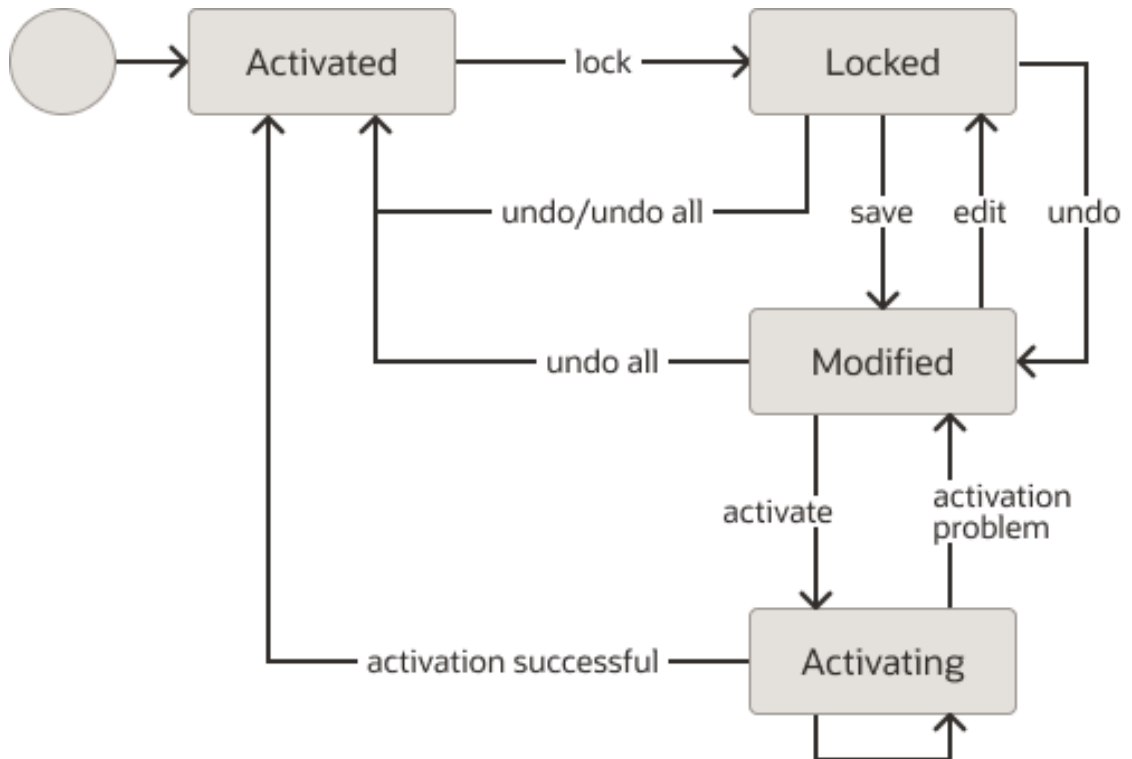 Activated
lock
Locked
undo/undo all
save
edit
undo
undo all
Modified
activate
activation
problem
activation successful
Activating